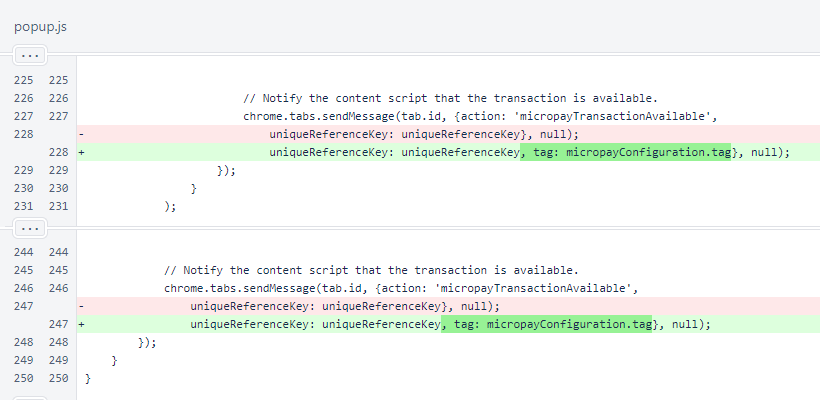 popup.js
...
225 225
226 226 // Notify the content script that the transaction is available.
227 227 chrome.tabs.sendMessage(tab.id, {action: 'micropayTransactionAvailable',
228 - uniqueReferenceKey: uniqueReferenceKey}, null);
228 + uniqueReferenceKey: uniqueReferenceKey, tag: micropayConfiguration.tag}, null);
229 229 });
230 230 }
231 231 );
...
244 244
245 245 // Notify the content script that the transaction is available.
246 246 chrome.tabs.sendMessage(tab.id, {action: 'micropayTransactionAvailable',
247 - uniqueReferenceKey: uniqueReferenceKey}, null);
247 + uniqueReferenceKey: uniqueReferenceKey, tag: micropayConfiguration.tag}, null);
248 248 });
249 249 }
250 250 }